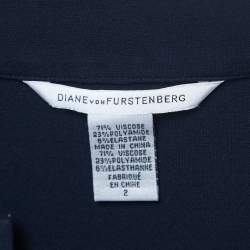 DIANE VON FURSTENBERG
71% VISCOSE
23% POLYAMIDE
6% ELASTANE
MADE IN CHINA
71% VISCOSE
23% POLYAMIDE
6% ELASTHANNE
FABRIQUÉ
EN CHINE
2